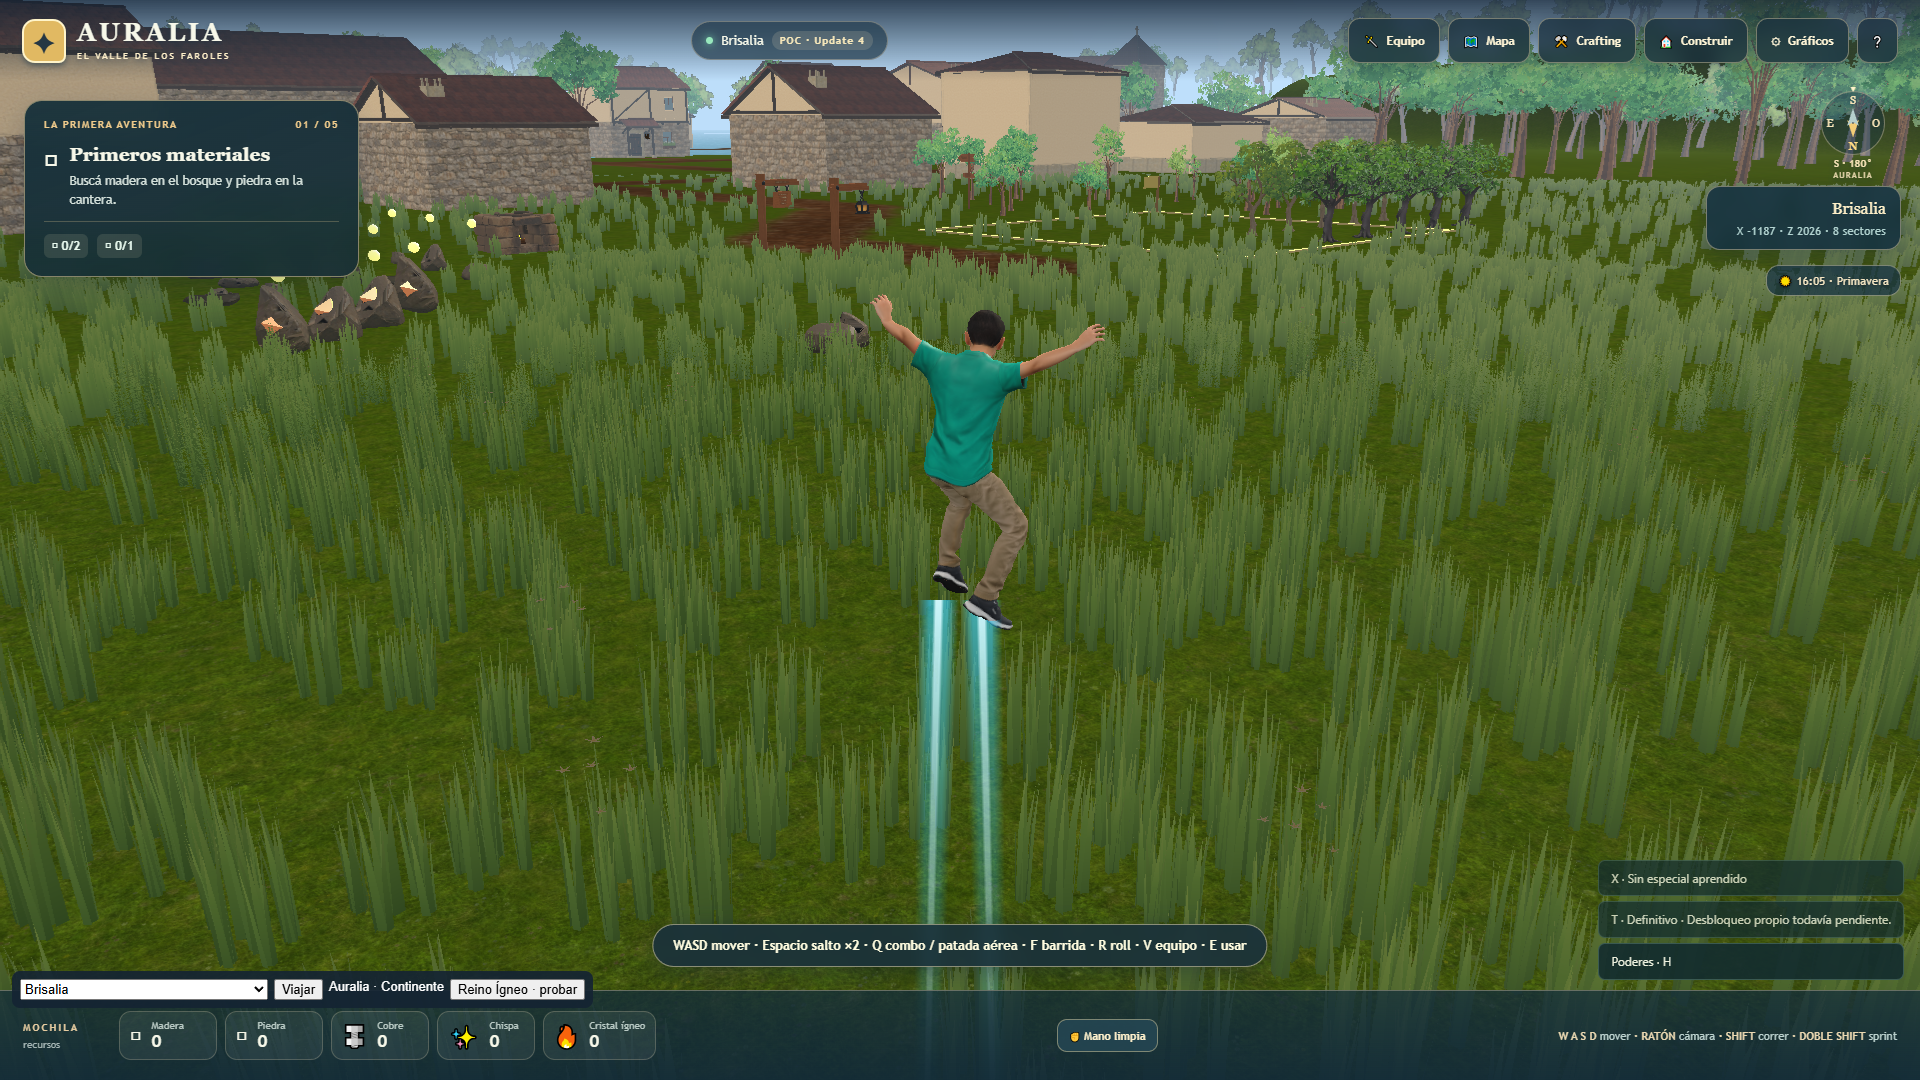 AURALIA
EL VALLE DE LOS FAROLES
Brisalia POC · Update 4
Equipo
Mapa
Crafting
Construir
Gráficos
?
LA PRIMERA AVENTURA 01 / 05
Primeros materiales
Buscá madera en el bosque y piedra en la
cantera.
0/2 0/1
S
E O
N
S · 180°
AURALIA
Brisalia
X -1187 · Z 2026 · 8 sectores
16:05 · Primavera
X · Sin especial aprendido
T · Definitivo · Desbloqueo propio todavía pendiente.
Poderes · H
WASD mover · Espacio salto ×2 · Q combo / patada aérea · F barrida · R roll · V equipo · E usar
Brisalia Viajar Auralia · Continente Reino Ígneo · probar
MOCHILA
recursos
Madera
0
Piedra
0
Cobre
0
Chispa
0
Cristal ígneo
0
Mano limpia
W A S D mover · RATÓN cámara · SHIFT correr · DOBLE SHIFT sprint